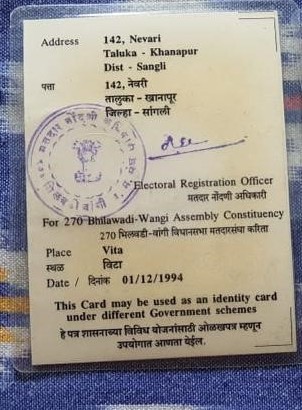 Address 142, Nevari
Taluka - Khanapur
Dist - Sangli
पत्ता 142, नेवरी
तालुका - खानापूर
जिल्हा - सांगली
Electoral Registration Officer
मतदार नोंदणी अधिकारी
For 270 Bhilawadi-Wangi Assembly Constituency
270 भिलवडी-वांगी विधानसभा मतदारसंघा करिता
Place Vita
स्थळ विटा
Date / दिनांक 01/12/1994
This Card may be used as an identity card
under different Government schemes
हे पत्र शासनाच्या विविध योजनांसाठी ओळखपत्र म्हणून
उपयोगात आणता येईल.